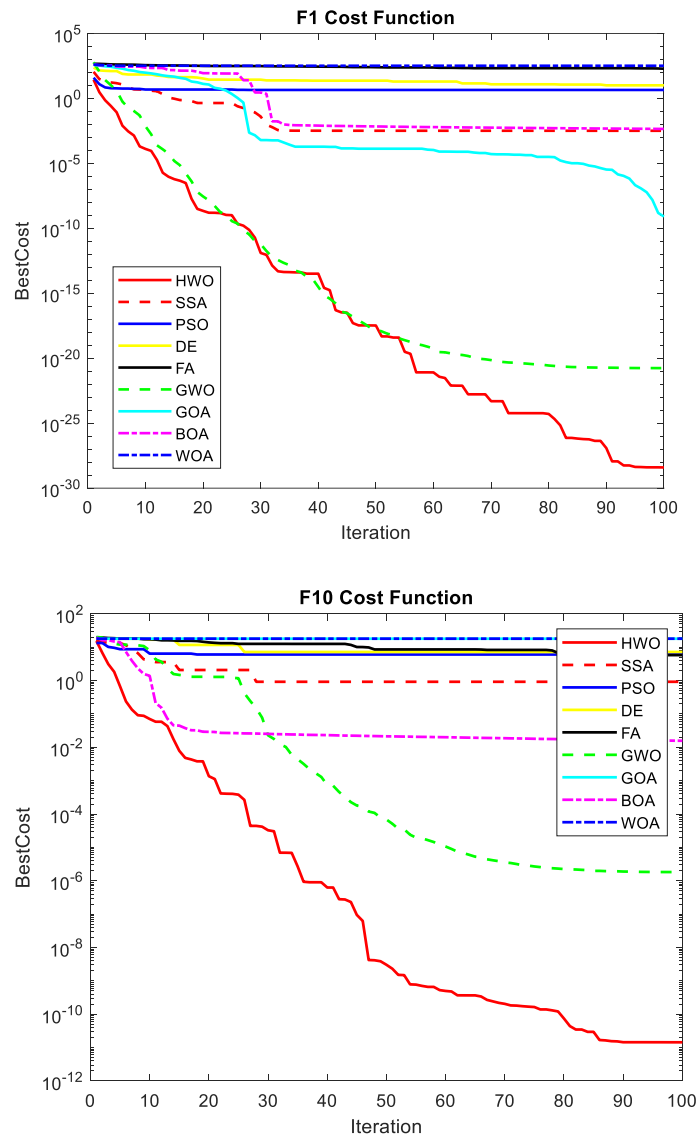 F1 Cost Function
10^5
10^0
10^-5
10^-10
10^-15
10^-20
10^-25
10^-30
BestCost
HWO
SSA
PSO
DE
FA
GWO
GOA
BOA
WOA
0 10 20 30 40 50 60 70 80 90 100
Iteration
F10 Cost Function
10^2
10^0
10^-2
10^-4
10^-6
10^-8
10^-10
10^-12
BestCost
HWO
SSA
PSO
DE
FA
GWO
GOA
BOA
WOA
0 10 20 30 40 50 60 70 80 90 100
Iteration